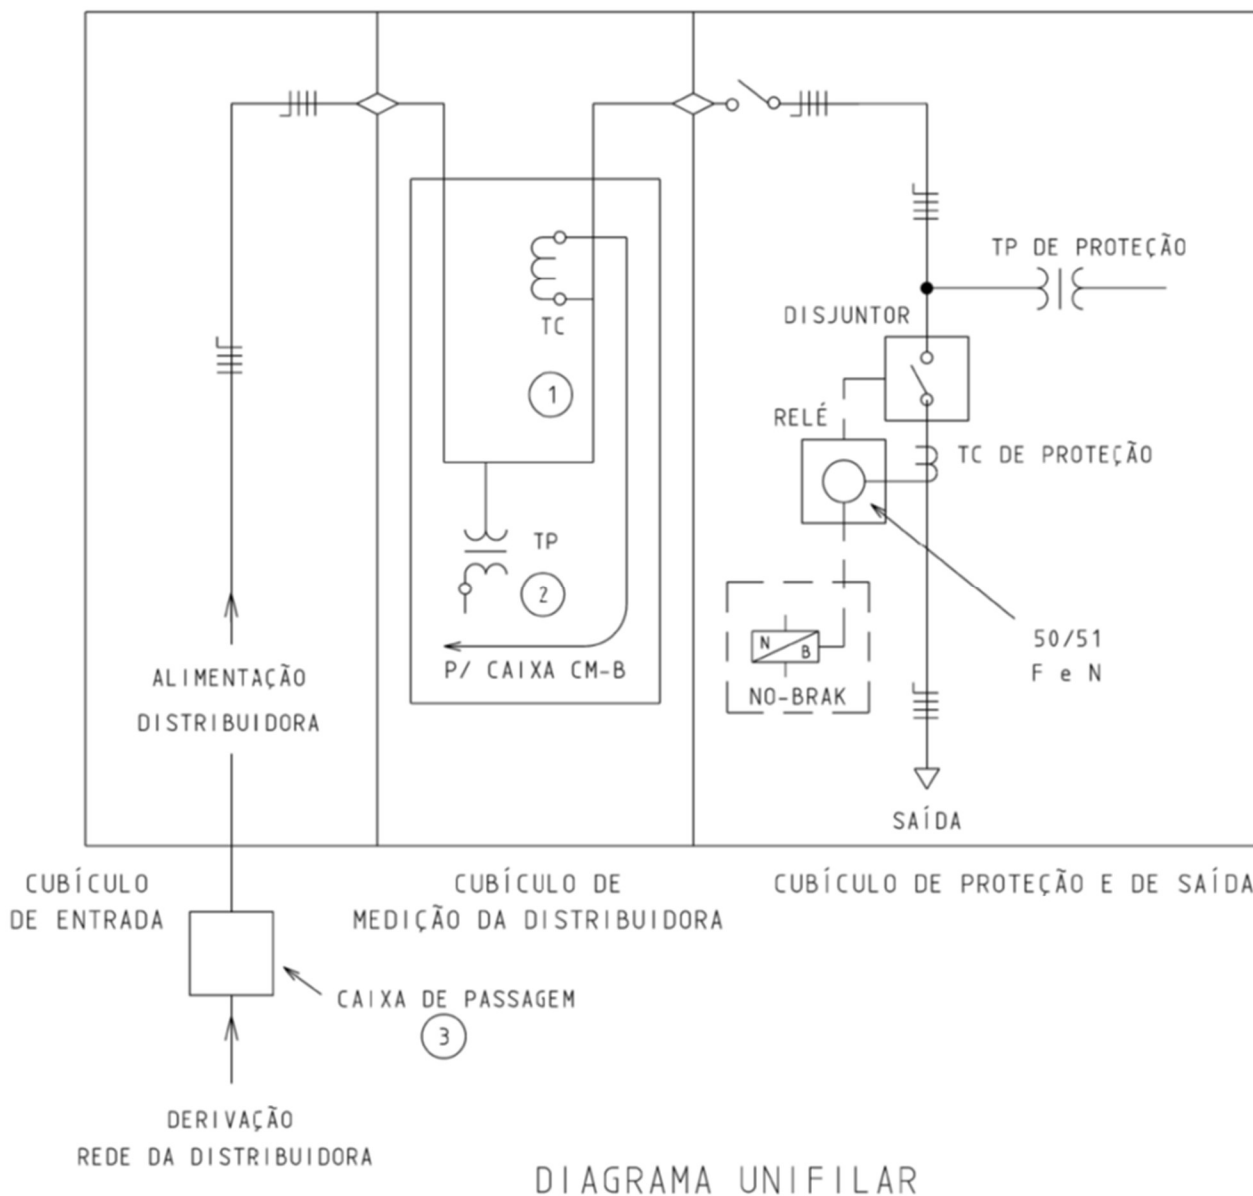 TP DE PROTEÇÃO
DISJUNTOR
TC
1
RELÉ
TC DE PROTEÇÃO
TP
2
50/51
F e N
P/ CAIXA CM-B
N
B
NO-BRAK
ALIMENTAÇÃO
DISTRIBUIDORA
SAÍDA
CUBÍCULO
DE ENTRADA
CUBÍCULO DE
MEDIÇÃO DA DISTRIBUIDORA
CUBÍCULO DE PROTEÇÃO E DE SAÍDA
CAIXA DE PASSAGEM
3
DERIVAÇÃO
REDE DA DISTRIBUIDORA
DIAGRAMA UNIFILAR